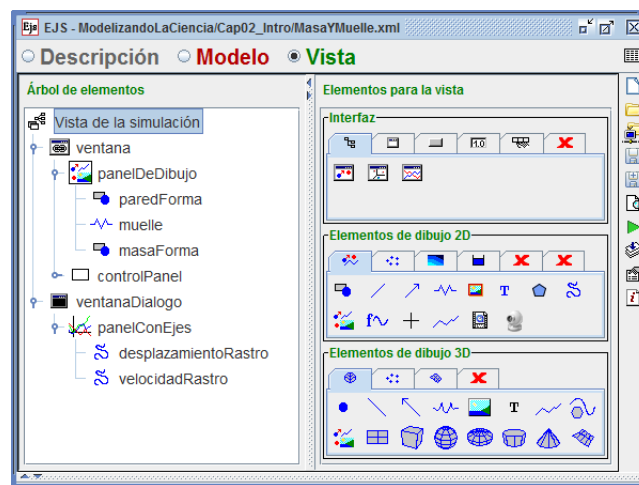 Ejs EJS - ModelizandoLaCiencia/Cap02_Intro/MasaYMuelle.xml
Descripción Modelo Vista
Árbol de elementos
Vista de la simulación
ventana
panelDeDibujo
paredForma
muelle
masaForma
controlPanel
ventanaDialogo
panelConEjes
desplazamientoRastro
velocidadRastro
Elementos para la vista
Interfaz
Elementos de dibujo 2D
T
Elementos de dibujo 3D
T